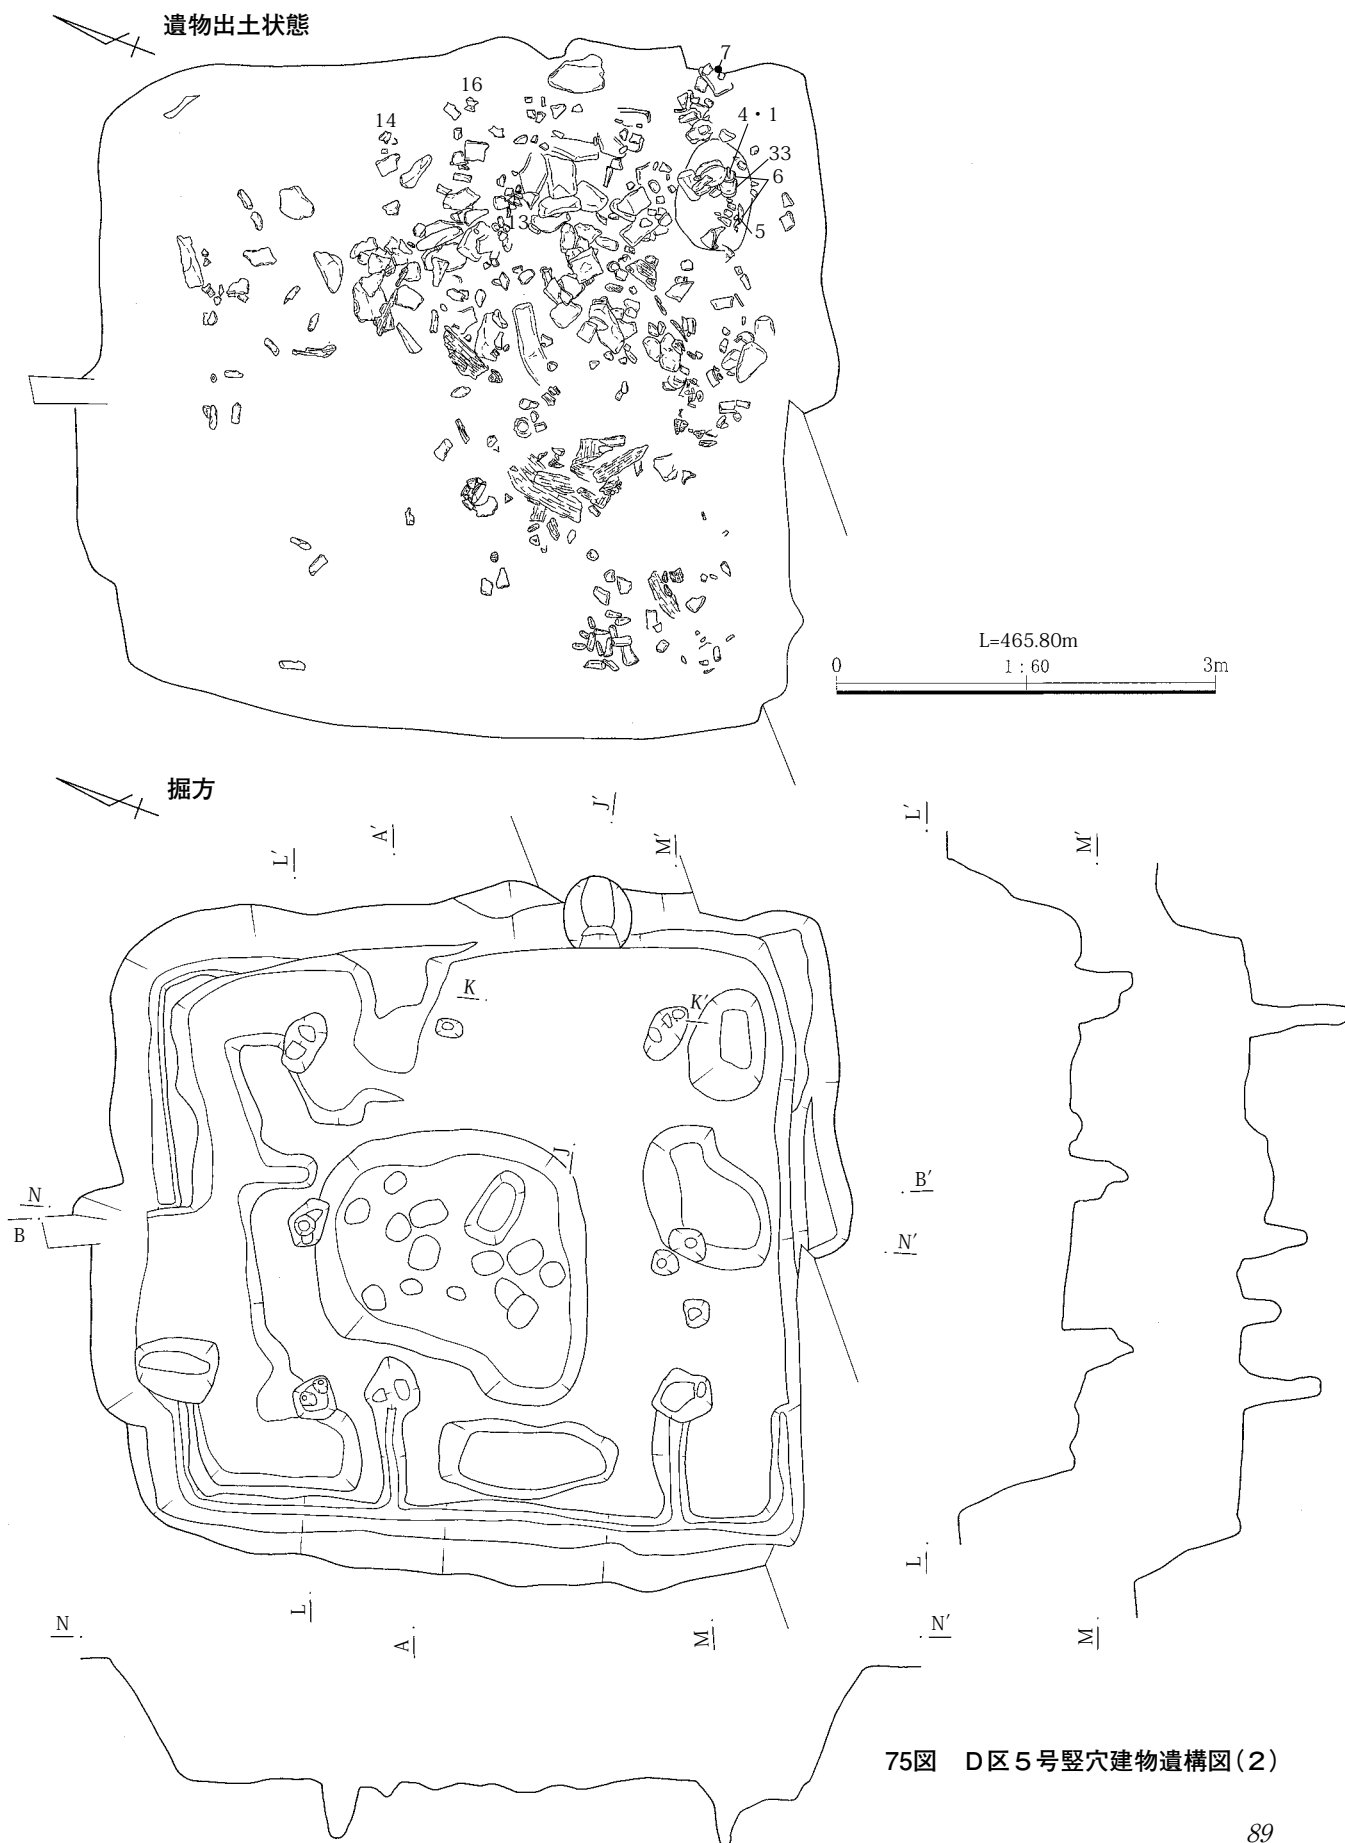 遺物出土状態
7
16
4・1
14
33
6
13
5
L=465.80m
0 1:60 3m
掘方
J′
A′
M′
L′
L′
M′
K
K′
J
B′
N
B
N′
L
L
A
M
M
N
N′
75図　D区5号竪穴建物遺構図(2)
89